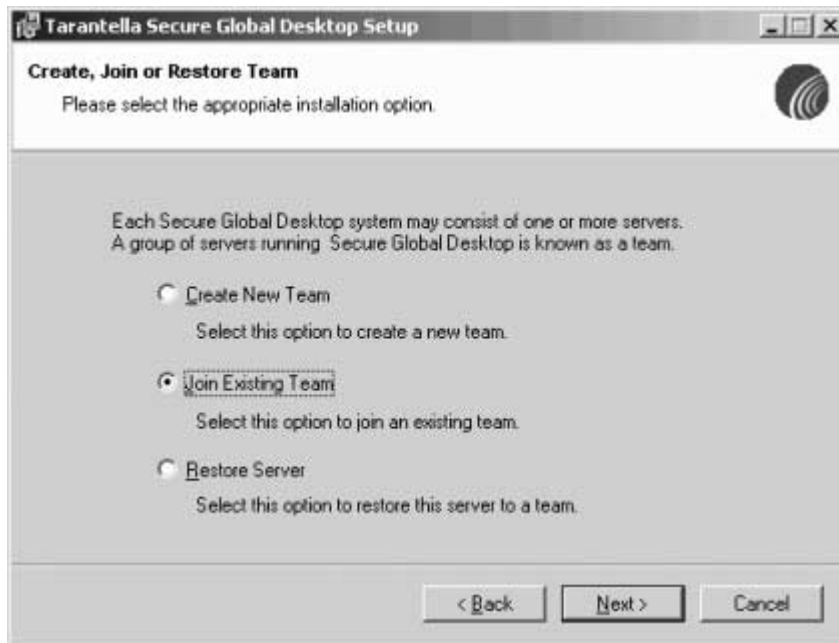 Tarantella Secure Global Desktop Setup
Create, Join or Restore Team
Please select the appropriate installation option.
Each Secure Global Desktop system may consist of one or more servers.
A group of servers running Secure Global Desktop is known as a team.
Create New Team
Select this option to create a new team.
Join Existing Team
Select this option to join an existing team.
Restore Server
Select this option to restore this server to a team.
< Back
Next >
Cancel